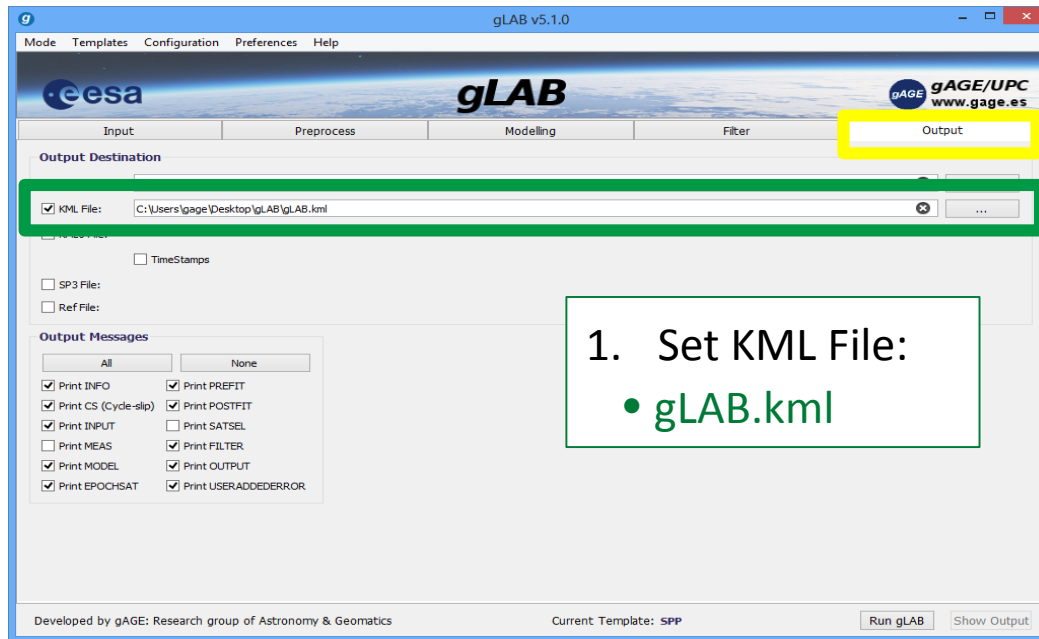 g
gLAB v5.1.0
Mode Templates Configuration Preferences Help
esa
gLAB
gAGE gAGE/UPC
www.gage.es
Input Preprocess Modelling Filter Output
Output Destination
KML File: C:\Users\gage\Desktop\gLAB\gLAB.kml ...
TimeStamps
SP3 File:
Ref File:
1. Set KML File:
• gLAB.kml
Output Messages
All None
Print INFO Print PREFIT
Print CS (Cycle-slip) Print POSTFIT
Print INPUT Print SATSEL
Print MEAS Print FILTER
Print MODEL Print OUTPUT
Print EPOCHSAT Print USERADDEDERROR
Developed by gAGE: Research group of Astronomy & Geomatics Current Template: SPP Run gLAB Show Output